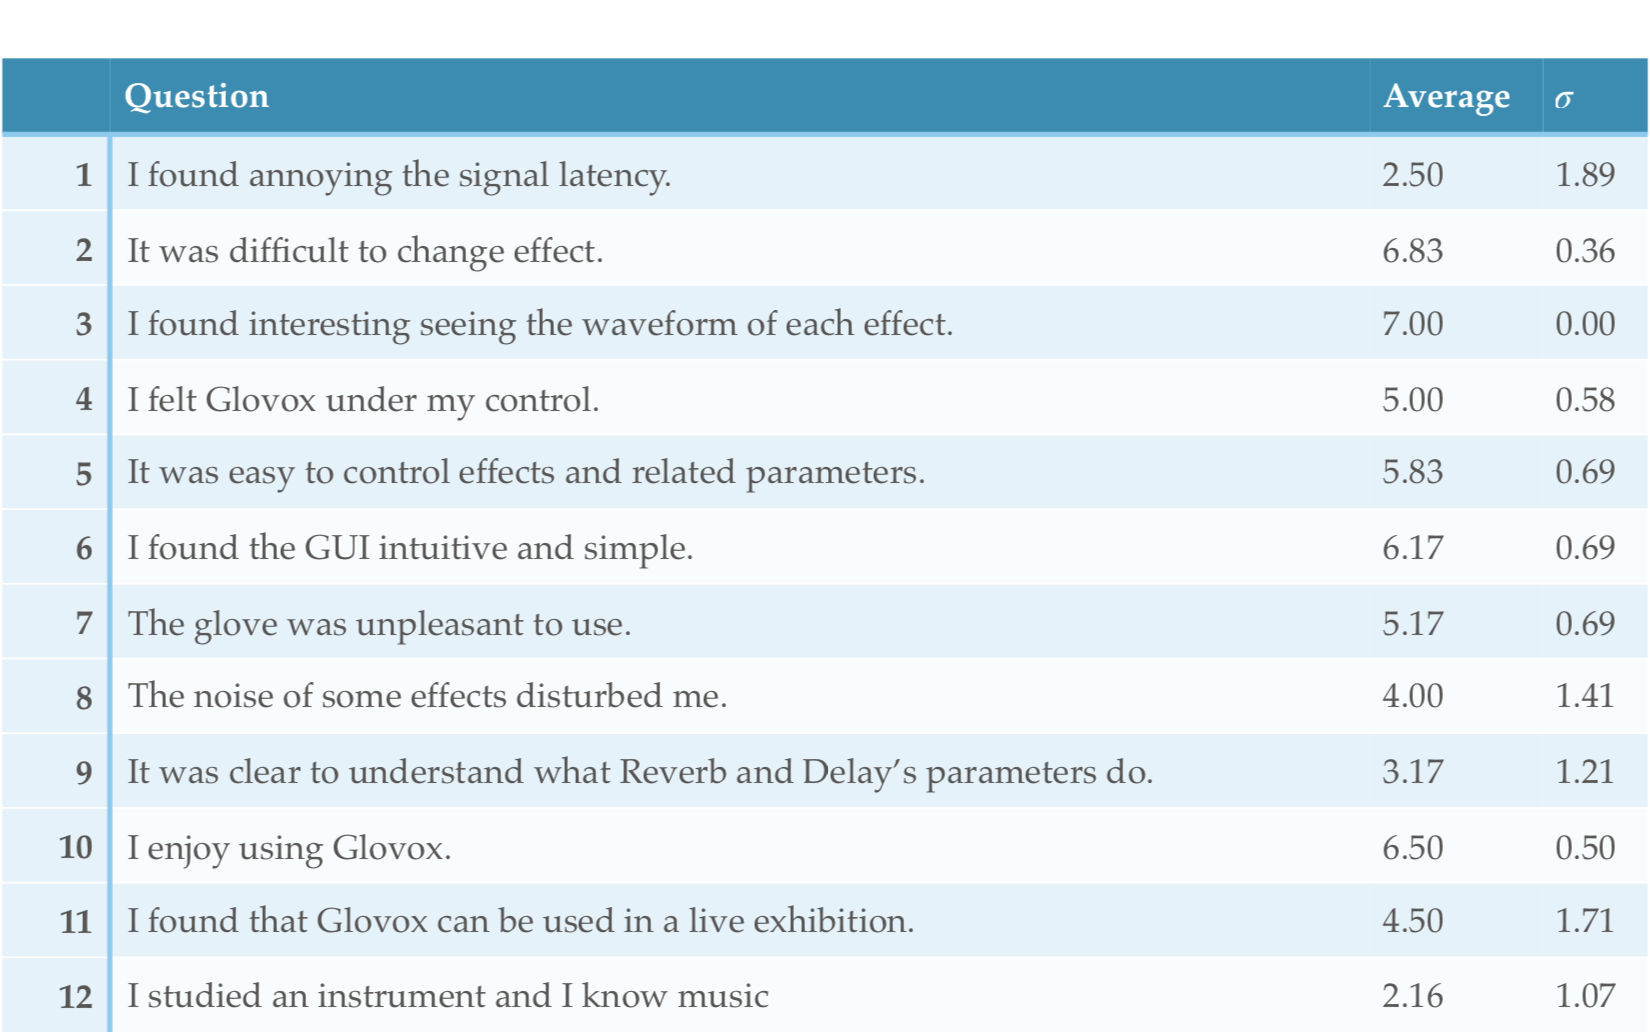 Question Average σ
1 I found annoying the signal latency. 2.50 1.89
2 It was difficult to change effect. 6.83 0.36
3 I found interesting seeing the waveform of each effect. 7.00 0.00
4 I felt Glovox under my control. 5.00 0.58
5 It was easy to control effects and related parameters. 5.83 0.69
6 I found the GUI intuitive and simple. 6.17 0.69
7 The glove was unpleasant to use. 5.17 0.69
8 The noise of some effects disturbed me. 4.00 1.41
9 It was clear to understand what Reverb and Delay’s parameters do. 3.17 1.21
10 I enjoy using Glovox. 6.50 0.50
11 I found that Glovox can be used in a live exhibition. 4.50 1.71
12 I studied an instrument and I know music 2.16 1.07